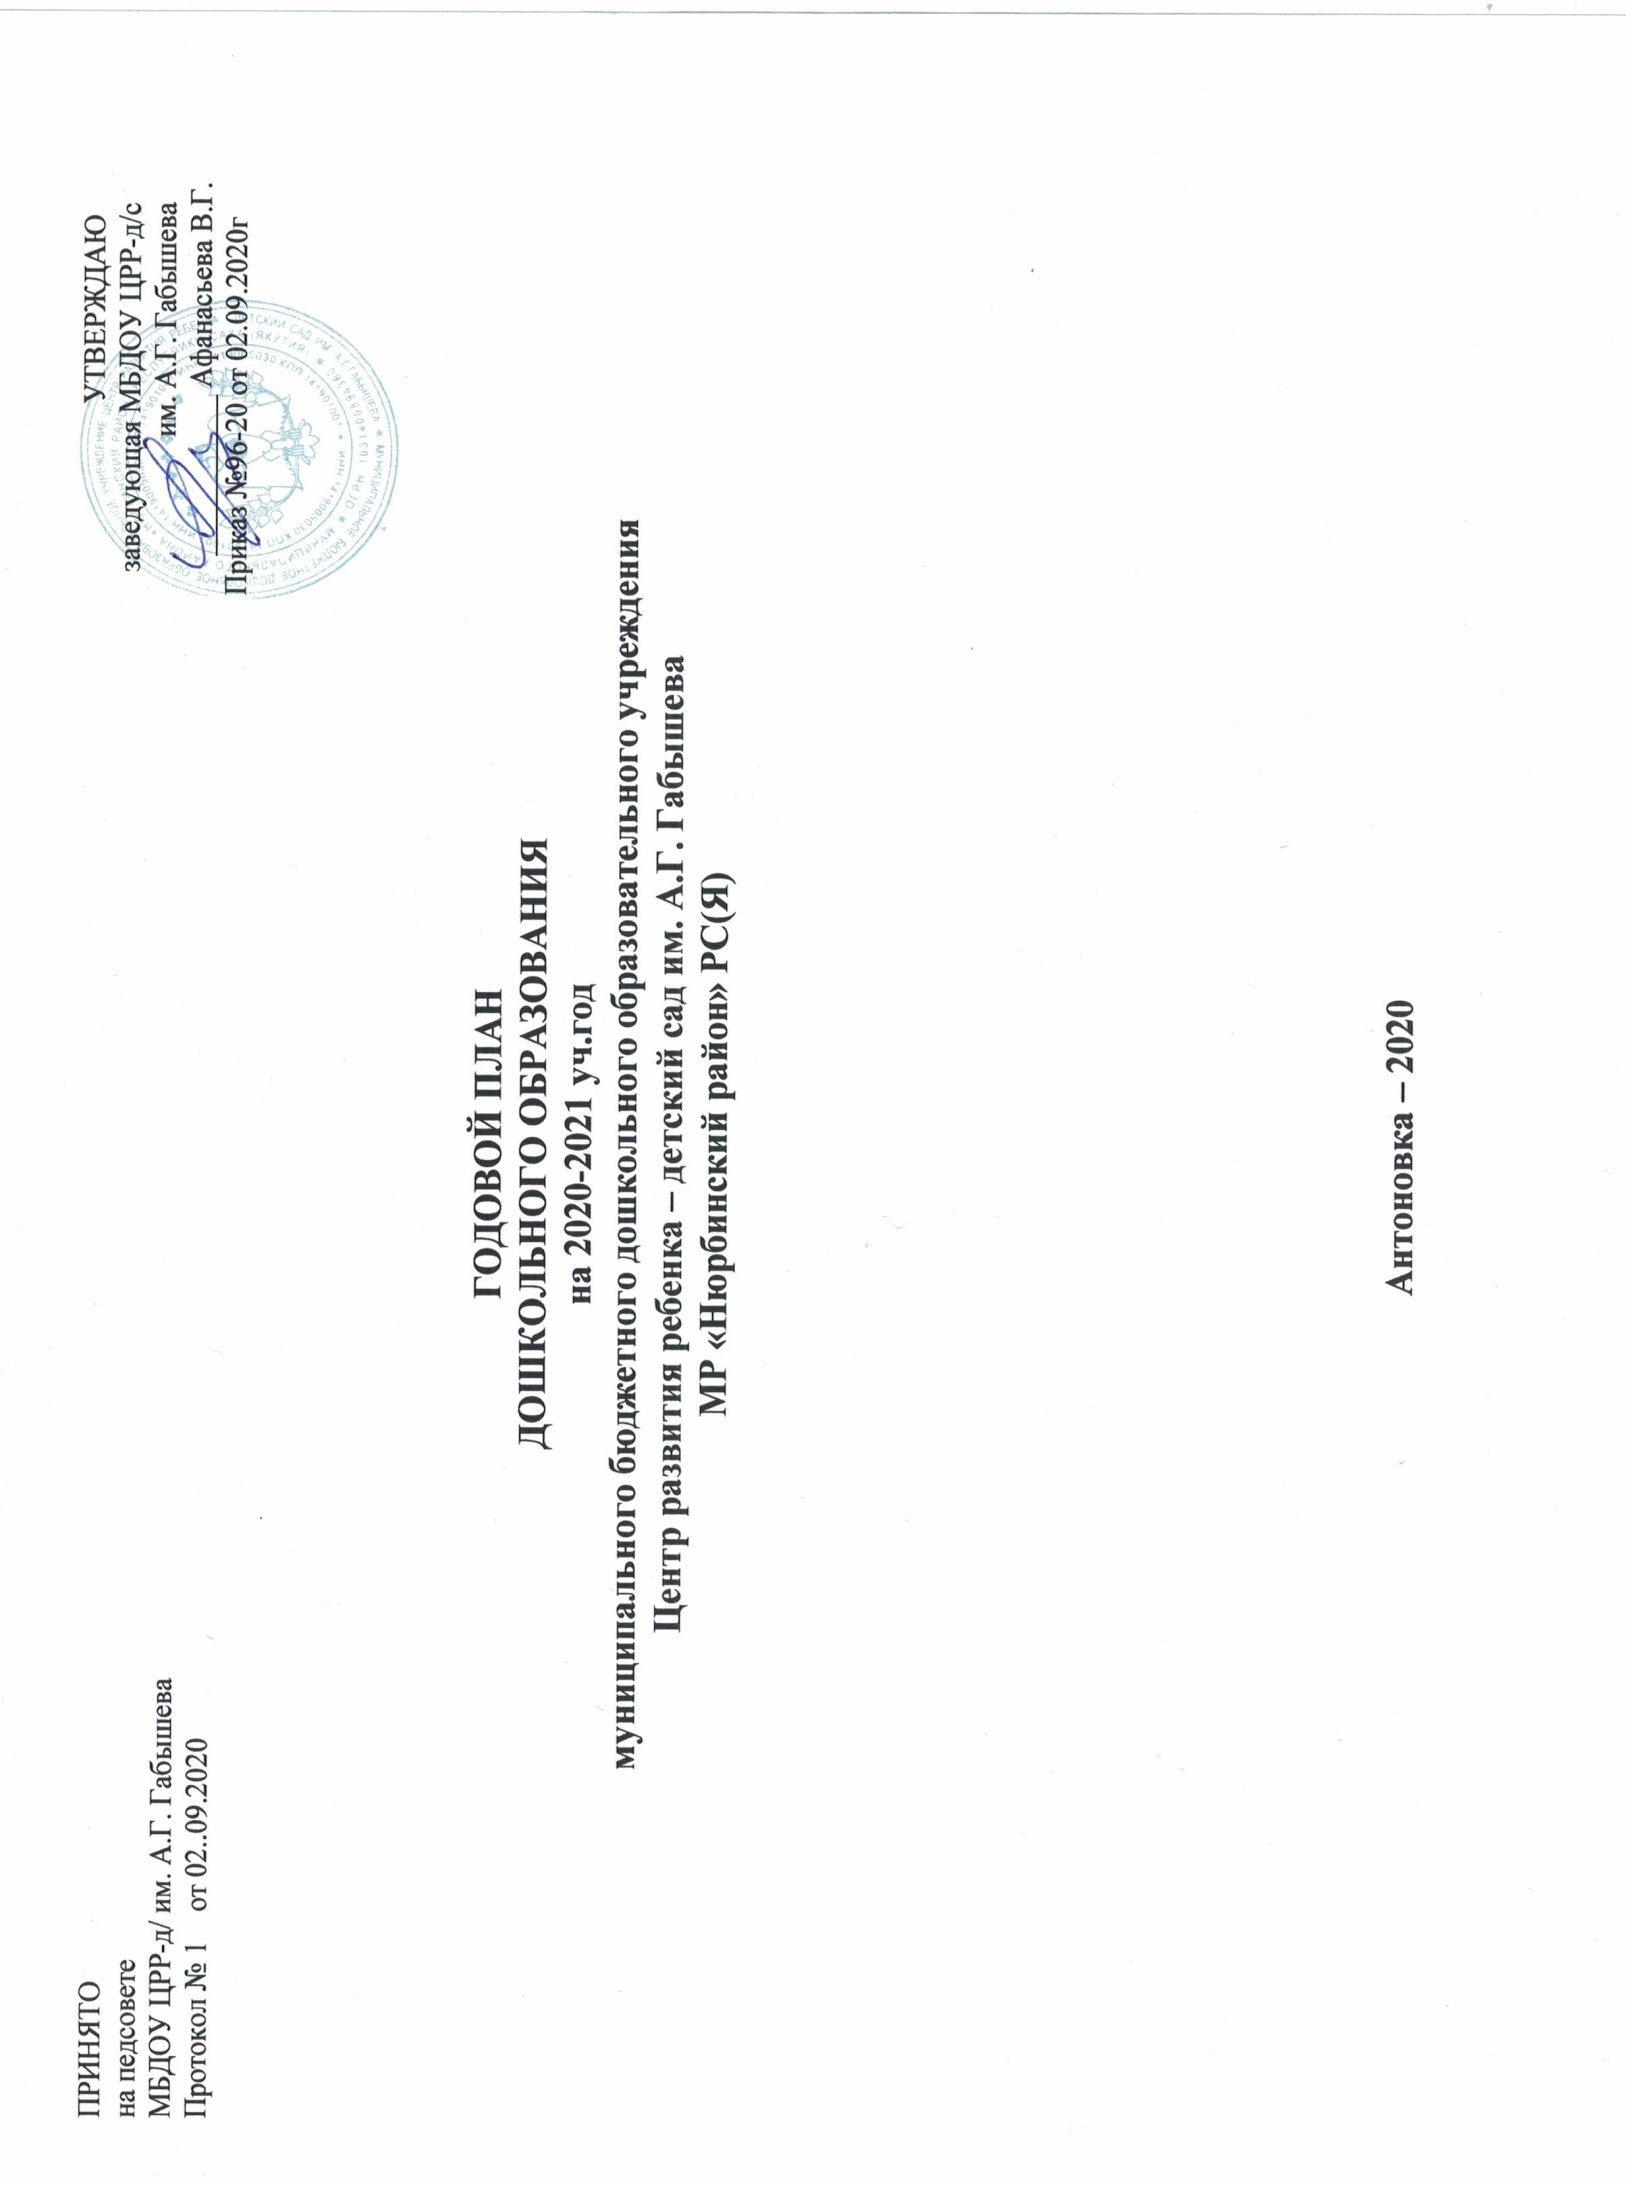 ПРИНЯТО
на педсовете
МБДОУ ЦРР-д/ им. А.Г. Габышева
Протокол № 1 от 02..09.2020
УТВЕРЖДАЮ
заведующая МБДОУ ЦРР-д/с
им. А.Г. Габышева
Афанасьева В.Г.
Приказ №96-20 от 02.09.2020г
ГОДОВОЙ ПЛАН
ДОШКОЛЬНОГО ОБРАЗОВАНИЯ
на 2020-2021 уч.год
муниципального бюджетного дошкольного образовательного учреждения
Центр развития ребенка – детский сад им. А.Г. Габышева
МР «Нюрбинский район» РС(Я)
Антоновка – 2020